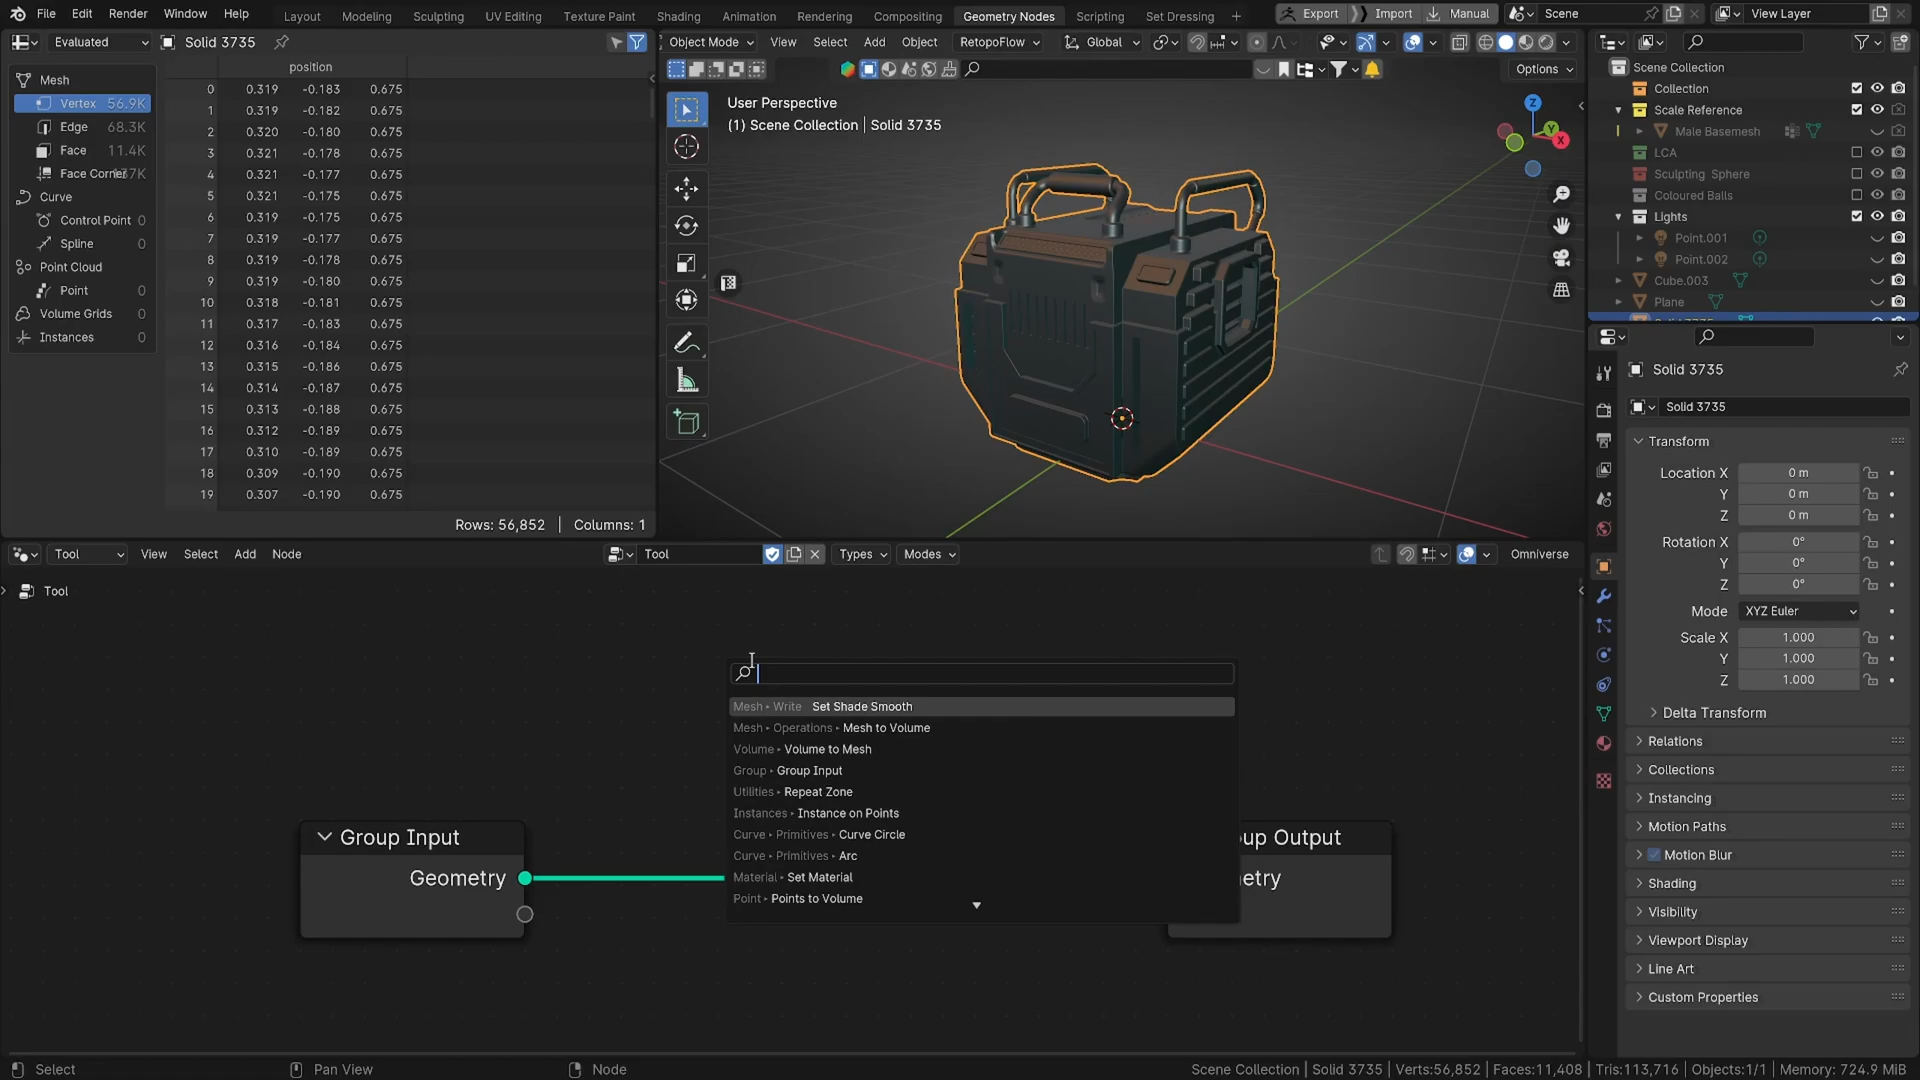 File Edit Render Window Help
Layout Modeling Sculpting UV Editing Texture Paint Shading Animation Rendering Compositing Geometry Nodes Scripting Set Dressing +
Export Import Manual
Scene
View Layer
Evaluated
Solid 3735
Object Mode View Select Add Object RetopoFlow Global
Options
Mesh
Vertex 56.9K
Edge 68.3K
Face 11.4K
Face Corner 137K
Curve
Control Point 0
Spline 0
Point Cloud
Point 0
Volume Grids 0
Instances 0
position
0 0.319 -0.183 0.675
1 0.319 -0.182 0.675
2 0.320 -0.180 0.675
3 0.321 -0.178 0.675
4 0.321 -0.177 0.675
5 0.321 -0.175 0.675
6 0.319 -0.175 0.675
7 0.319 -0.177 0.675
8 0.319 -0.178 0.675
9 0.319 -0.180 0.675
10 0.318 -0.181 0.675
11 0.317 -0.183 0.675
12 0.316 -0.184 0.675
13 0.315 -0.186 0.675
14 0.314 -0.187 0.675
15 0.313 -0.188 0.675
16 0.312 -0.189 0.675
17 0.310 -0.189 0.675
18 0.309 -0.190 0.675
19 0.307 -0.190 0.675
Rows: 56,852 | Columns: 1
User Perspective
(1) Scene Collection | Solid 3735
Z
Y
X
Scene Collection
Collection
Scale Reference
Male Basemesh
LCA
Sculpting Sphere
Coloured Balls
Lights
Point.001
Point.002
Cube.003
Plane
Solid 3735
Solid 3735
Transform
Location X 0 m
Y 0 m
Z 0 m
Rotation X 0°
Y 0°
Z 0°
Mode XYZ Euler
Scale X 1.000
Y 1.000
Z 1.000
Delta Transform
Relations
Collections
Instancing
Motion Paths
Motion Blur
Shading
Visibility
Viewport Display
Line Art
Custom Properties
Tool View Select Add Node
Tool
Types Modes
Omniverse
Tool
Mesh ▸ Write Set Shade Smooth
Mesh ▸ Operations ▸ Mesh to Volume
Volume ▸ Volume to Mesh
Group ▸ Group Input
Utilities ▸ Repeat Zone
Instances ▸ Instance on Points
Curve ▸ Primitives ▸ Curve Circle
Curve ▸ Primitives ▸ Arc
Material ▸ Set Material
Point ▸ Points to Volume
Group Input
Geometry
up Output
etry
Select
Pan View
Node
Scene Collection | Solid 3735 | Verts:56,852 | Faces:11,408 | Tris:113,716 | Objects:1/1 | Memory: 724.9 MiB